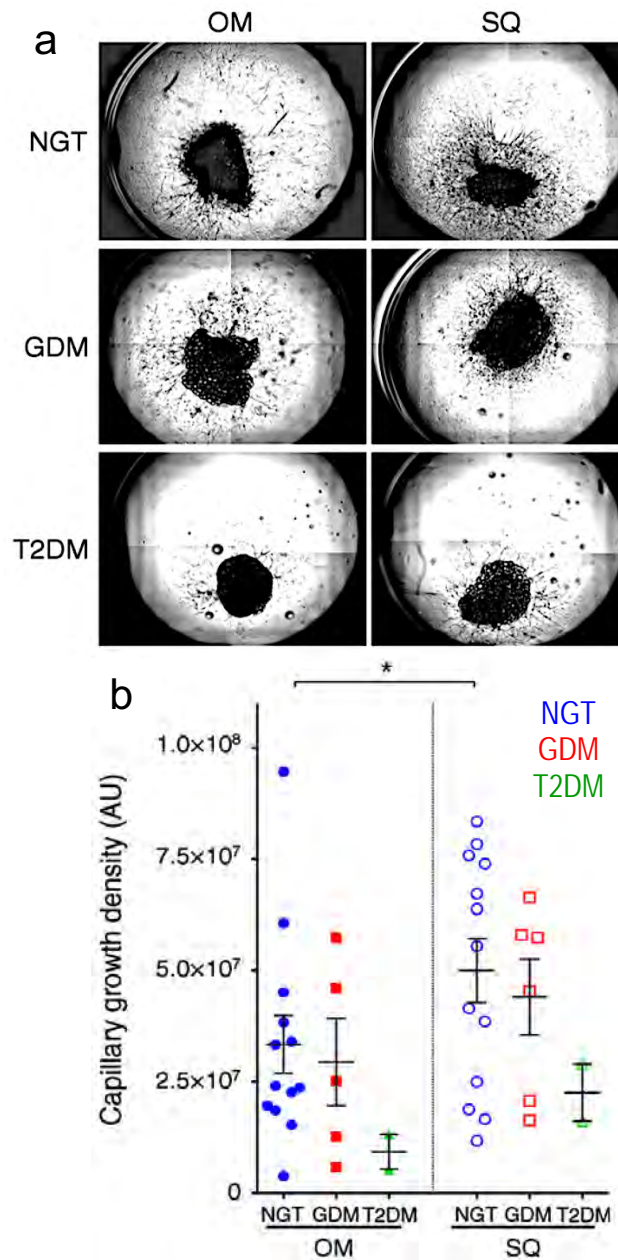 OM SQ
a
NGT
GDM
T2DM
b
*
NGT
GDM
T2DM
Capillary growth density (AU)
1.0×10⁸
7.5×10⁷
5.0×10⁷
2.5×10⁷
0
NGT GDM T2DM NGT GDM T2DM
OM SQ